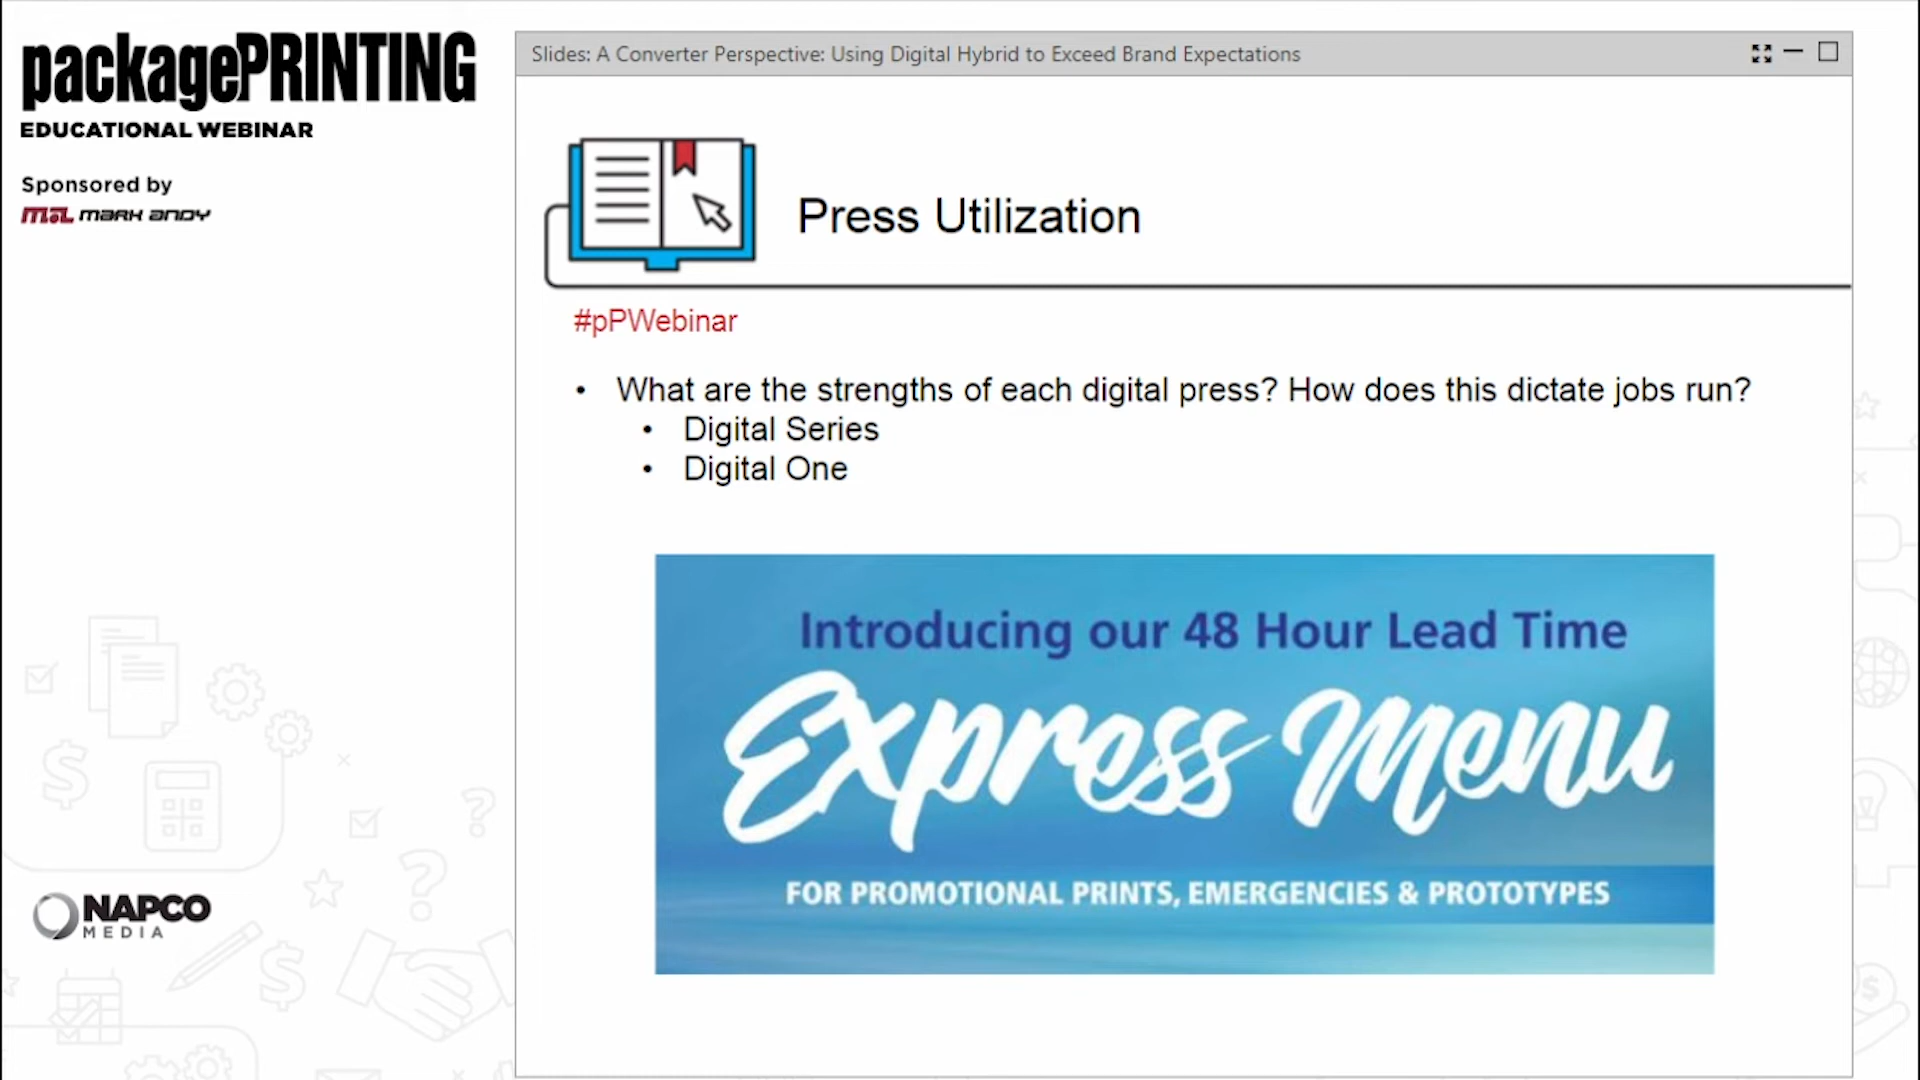 packagePRINTING
EDUCATIONAL WEBINAR
Sponsored by
mark andy
Slides: A Converter Perspective: Using Digital Hybrid to Exceed Brand Expectations
Press Utilization
#pPWebinar
• What are the strengths of each digital press? How does this dictate jobs run?
• Digital Series
• Digital One
Introducing our 48 Hour Lead Time
Express Menu
FOR PROMOTIONAL PRINTS, EMERGENCIES & PROTOTYPES
NAPCO
MEDIA